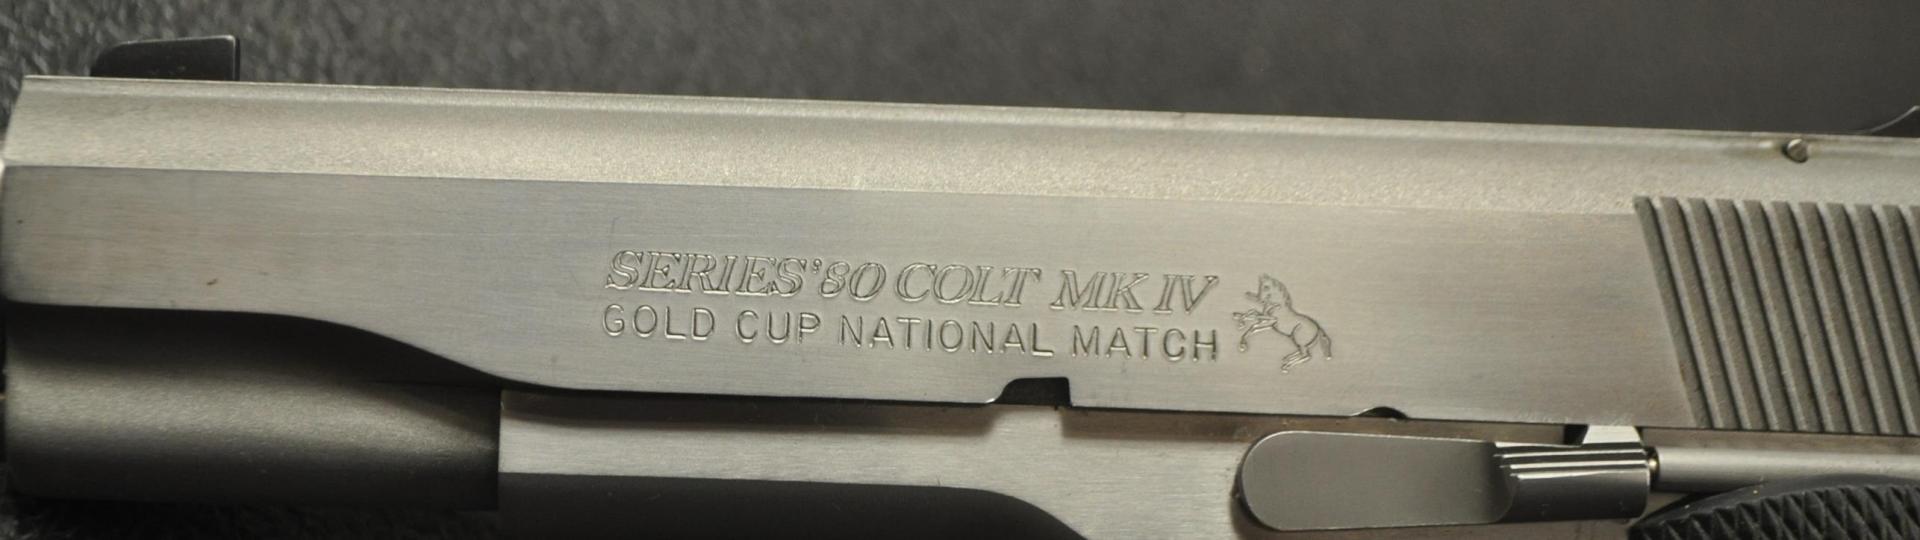 SERIES'80 COLT MK IV
GOLD CUP NATIONAL MATCH